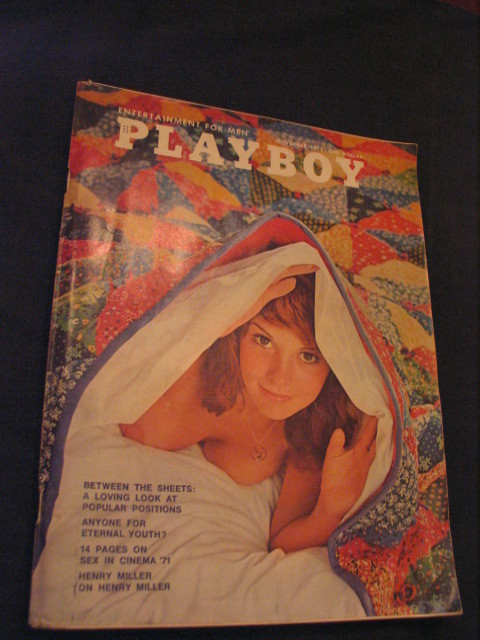 ENTERTAINMENT FOR MEN
PLAYBOY
BETWEEN THE SHEETS:
A LOVING LOOK AT
POPULAR POSITIONS
ANYONE FOR
ETERNAL YOUTH?
14 PAGES ON
SEX IN CINEMA '71
HENRY MILLER
ON HENRY MILLER